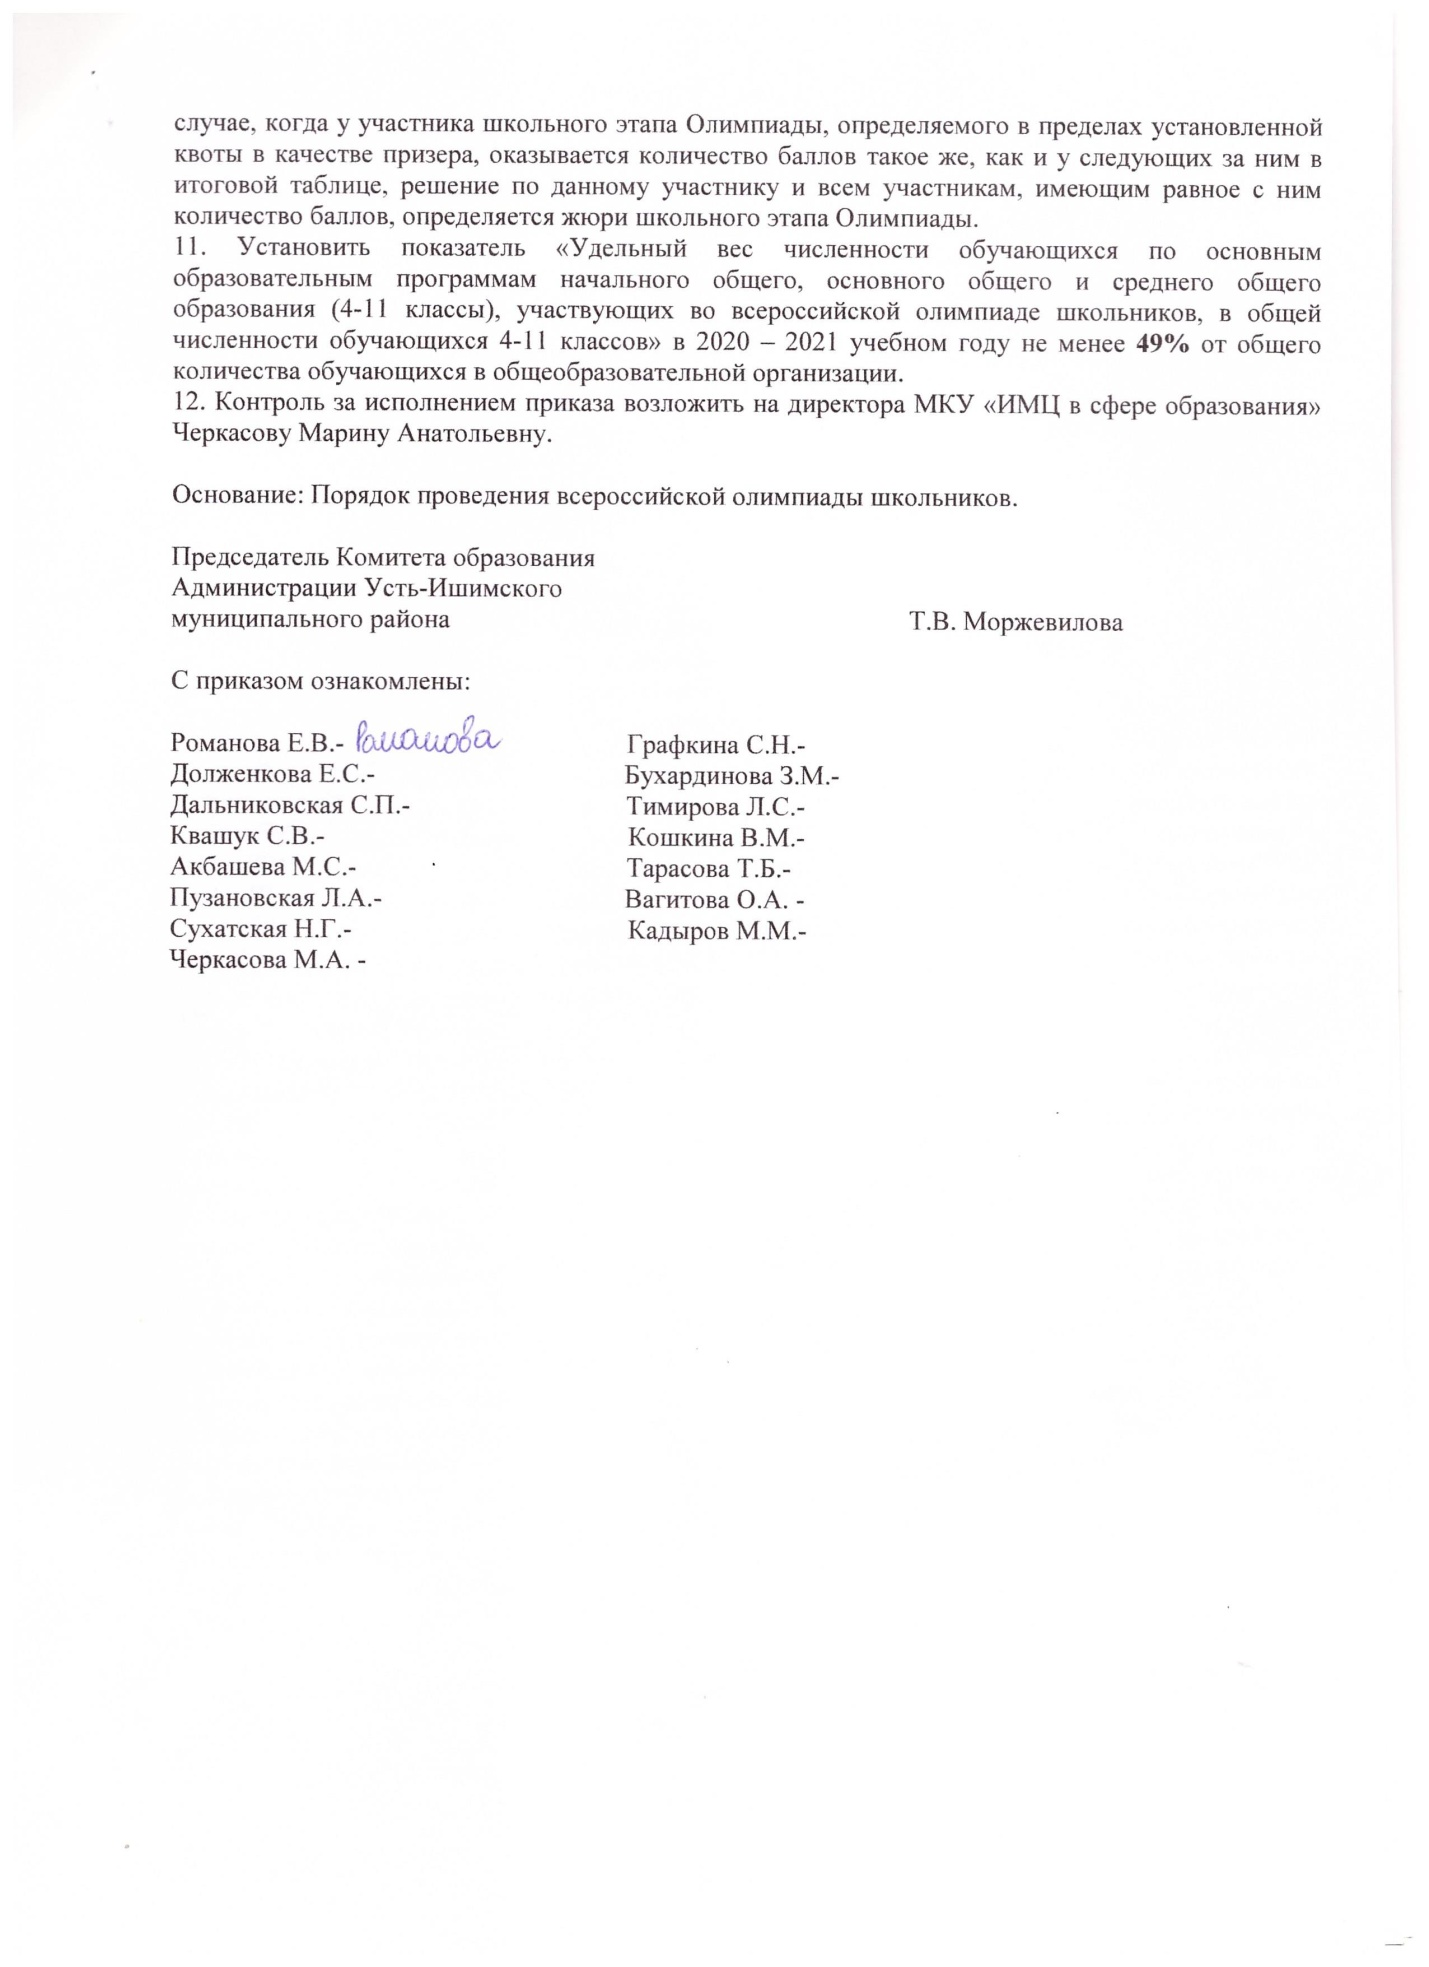 случае, когда у участника школьного этапа Олимпиады, определяемого в пределах установленной
квоты в качестве призера, оказывается количество баллов такое же, как и у следующих за ним в
итоговой таблице, решение по данному участнику и всем участникам, имеющим равное с ним
количество баллов, определяется жюри школьного этапа Олимпиады.
11. Установить показатель «Удельный вес численности обучающихся по основным
образовательным программам начального общего, основного общего и среднего общего
образования (4-11 классы), участвующих во всероссийской олимпиаде школьников, в общей
численности обучающихся 4-11 классов» в 2020 – 2021 учебном году не менее 49% от общего
количества обучающихся в общеобразовательной организации.
12. Контроль за исполнением приказа возложить на директора МКУ «ИМЦ в сфере образования»
Черкасову Марину Анатольевну.
Основание: Порядок проведения всероссийской олимпиады школьников.
Председатель Комитета образования
Администрации Усть-Ишимского
муниципального района Т.В. Моржевилова
С приказом ознакомлены:
Романова Е.В.- Романова Графкина С.Н.-
Долженкова Е.С.- Бухардинова З.М.-
Дальниковская С.П.- Тимирова Л.С.-
Квашук С.В.- Кошкина В.М.-
Акбашева М.С.- Тарасова Т.Б.-
Пузановская Л.А.- Вагитова О.А. -
Сухатская Н.Г.- Кадыров М.М.-
Черкасова М.А. -